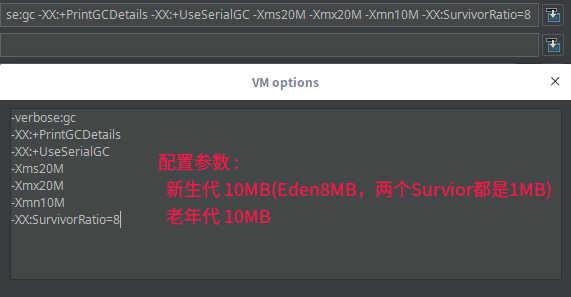 se:gc -XX:+PrintGCDetails -XX:+UseSerialGC -Xms20M -Xmx20M -Xmn10M -XX:SurvivorRatio=8
VM options
-verbose:gc
-XX:+PrintGCDetails
-XX:+UseSerialGC
-Xms20M
-Xmx20M
-Xmn10M
-XX:SurvivorRatio=8
配置参数：
新生代 10MB(Eden8MB，两个Survior都是1MB)
老年代 10MB